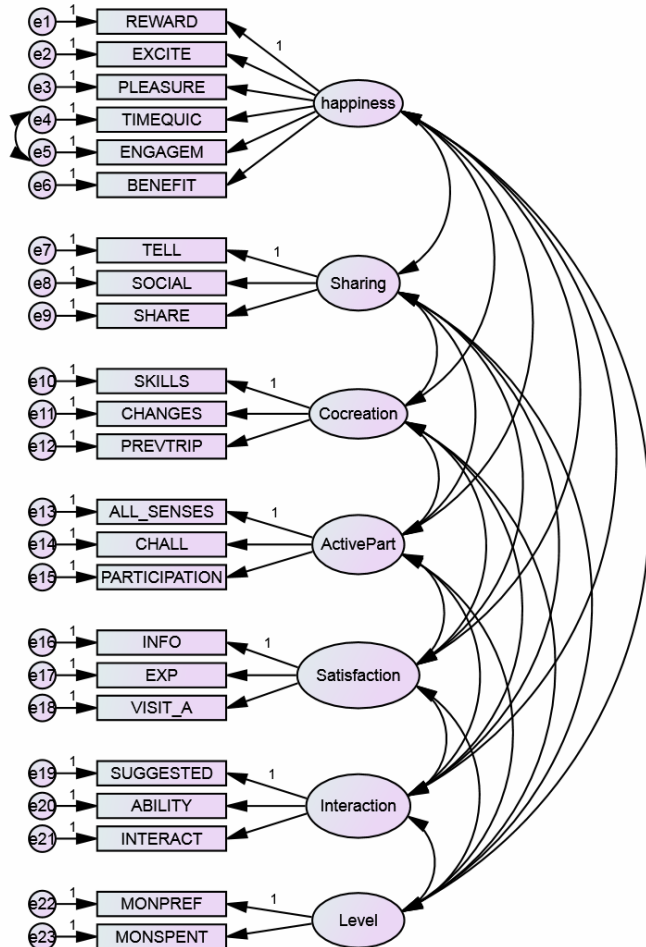 1
e1 1 REWARD
e2 1 EXCITE
e3 1 PLEASURE
happiness
e4 1 TIMEQUIC
e5 1 ENGAGEM
e6 1 BENEFIT
e7 1 TELL 1
e8 1 SOCIAL Sharing
e9 1 SHARE
e10 1 SKILLS 1
e11 1 CHANGES Cocreation
e12 1 PREVTRIP
e13 1 ALL_SENSES 1
e14 1 CHALL ActivePart
e15 1 PARTICIPATION
e16 1 INFO 1
e17 1 EXP Satisfaction
e18 1 VISIT_A
e19 1 SUGGESTED 1
e20 1 ABILITY Interaction
e21 1 INTERACT
e22 1 MONPREF 1
Level
e23 1 MONSPENT